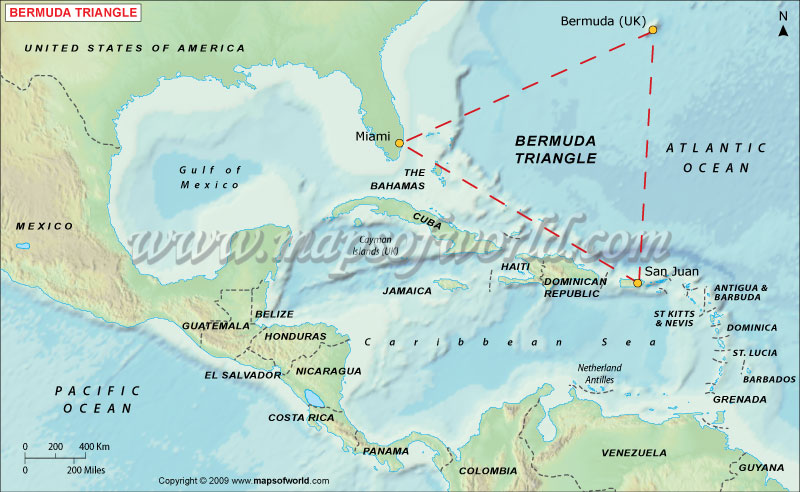 BERMUDA TRIANGLE
N
Bermuda (UK)
UNITED STATES OF AMERICA
Miami
BERMUDA
TRIANGLE
ATLANTIC
OCEAN
Gulf of
Mexico
THE
BAHAMAS
CUBA
MEXICO
www.mapsofworld.com
Cayman
Islands (UK)
HAITI
San Juan
DOMINICAN
REPUBLIC
JAMAICA
ANTIGUA &
BARBUDA
BELIZE
ST KITTS
& NEVIS
GUATEMALA
HONDURAS
DOMINICA
Caribbean Sea
ST. LUCIA
EL SALVADOR
NICARAGUA
Netherland
Antilles
BARBADOS
PACIFIC
OCEAN
GRENADA
COSTA RICA
0 200 400 Km
0 200 Miles
PANAMA
VENEZUELA
COLOMBIA
GUYANA
Copyright © 2009 www.mapsofworld.com